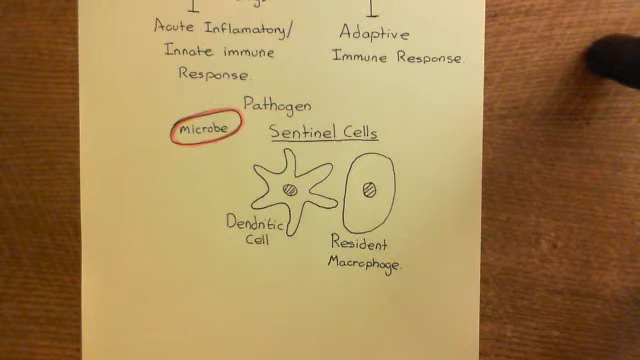 Acute Inflamatory/
Innate immune
Response.
Adaptive
Immune Response.
Pathogen
Microbe
Sentinel Cells
Dendritic
Cell
Resident
Macrophage.